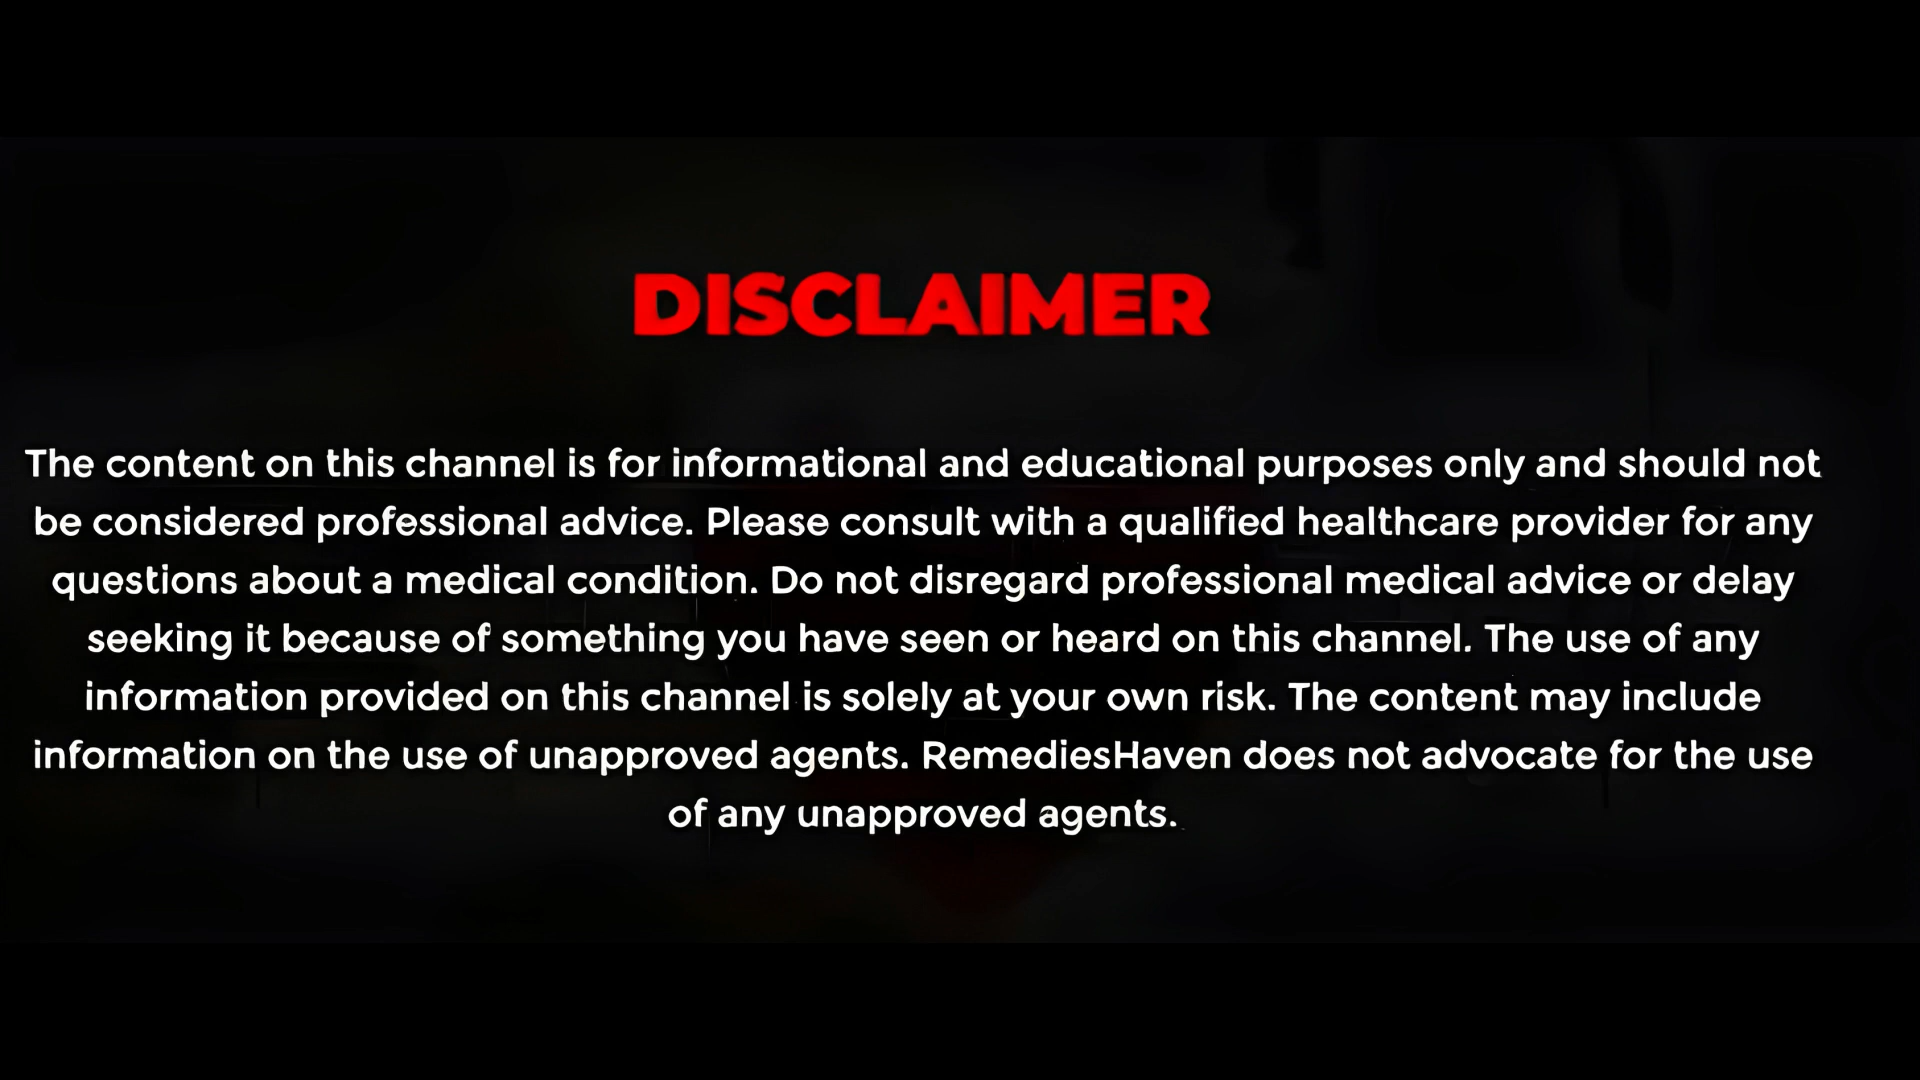 DISCLAIMER
The content on this channel is for informational and educational purposes only and should not
be considered professional advice. Please consult with a qualified healthcare provider for any
questions about a medical condition. Do not disregard professional medical advice or delay
seeking it because of something you have seen or heard on this channel. The use of any
information provided on this channel is solely at your own risk. The content may include
information on the use of unapproved agents. RemediesHaven does not advocate for the use
of any unapproved agents.